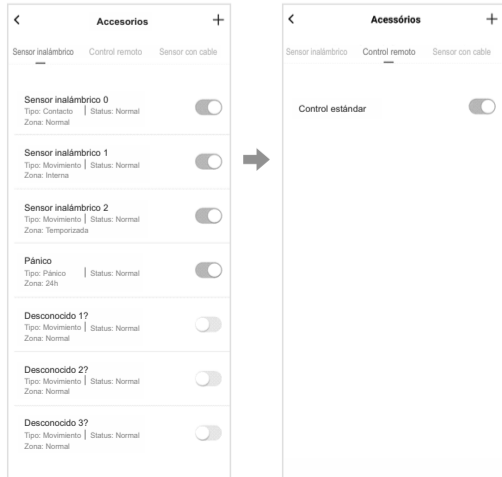 Accesorios
Sensor inalámbrico Control remoto Sensor con cable
Sensor inalámbrico 0
Tipo: Contacto | Status: Normal
Zona: Normal
Sensor inalámbrico 1
Tipo: Movimiento | Status: Normal
Zona: Interna
Sensor inalámbrico 2
Tipo: Movimiento | Status: Normal
Zona: Temporizada
Pánico
Tipo: Pánico | Status: Normal
Zona: 24h
Desconocido 1?
Tipo: Movimiento | Status: Normal
Zona: Normal
Desconocido 2?
Tipo: Movimiento | Status: Normal
Zona: Normal
Desconocido 3?
Tipo: Movimiento | Status: Normal
Zona: Normal
Acessórios
Sensor inalámbrico Control remoto Sensor con cable
Control estándar